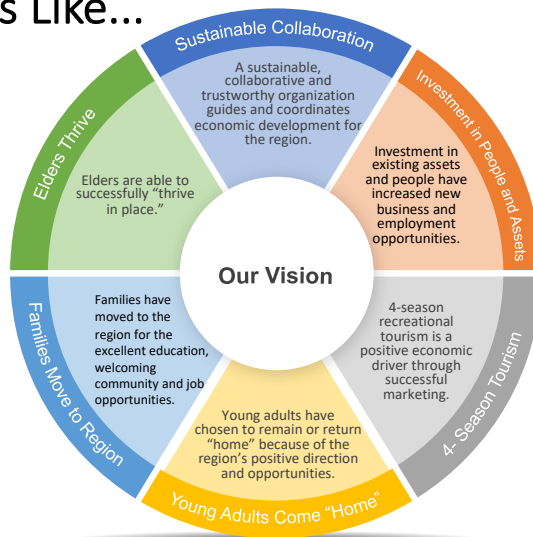 s Like...
Sustainable Collaboration
A sustainable,
collaborative and
trustworthy organization
guides and coordinates
economic development for
the region.
Investment in People and Assets
Investment in
existing assets
and people have
increased new
business and
employment
opportunities.
4- Season Tourism
4-season
recreational
tourism is a
positive economic
driver through
successful
marketing.
Young adults have
chosen to remain or return
“home” because of the
region’s positive direction
and opportunities.
Young Adults Come “Home”
Families Move to Region
Families have
moved to the
region for the
excellent education,
welcoming
community and job
opportunities.
Elders Thrive
Elders are able to
successfully “thrive
in place.”
Our Vision